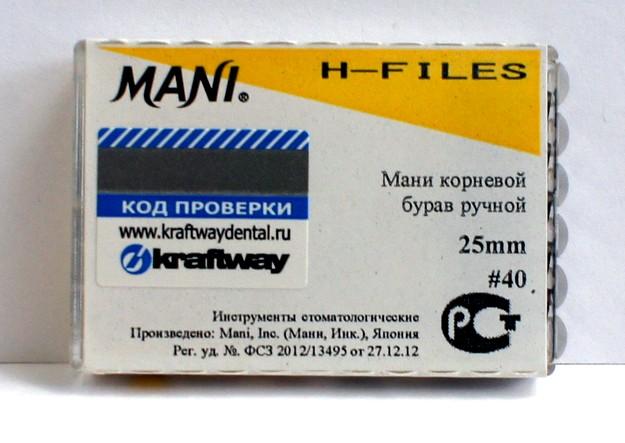 MANI®
H-FILES
КОД ПРОВЕРКИ
www.kraftwaydental.ru
kraftway
Мани корневой
бурав ручной
25mm
#40
Инструменты стоматологические
Произведено: Mani, Inc. (Мани, Инк.), Япония
Рег. уд. №. ФСЗ 2012/13495 от 27.12.12
РСТ